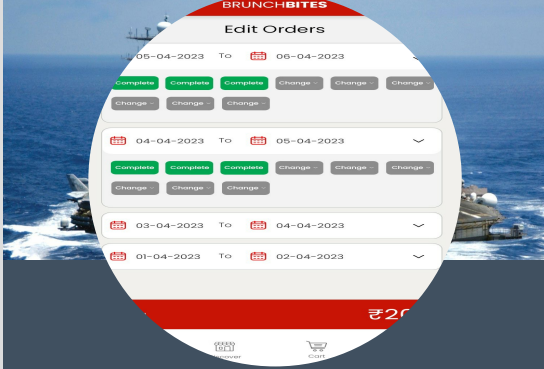 BRUNCHBITES
Edit Orders
05-04-2023 To 06-04-2023
Complete Complete Complete Change Change Change
Change Change Change
04-04-2023 To 05-04-2023
Complete Complete Complete Change Change Change
Change Change Change
03-04-2023 To 04-04-2023
01-04-2023 To 02-04-2023
₹20
Cart